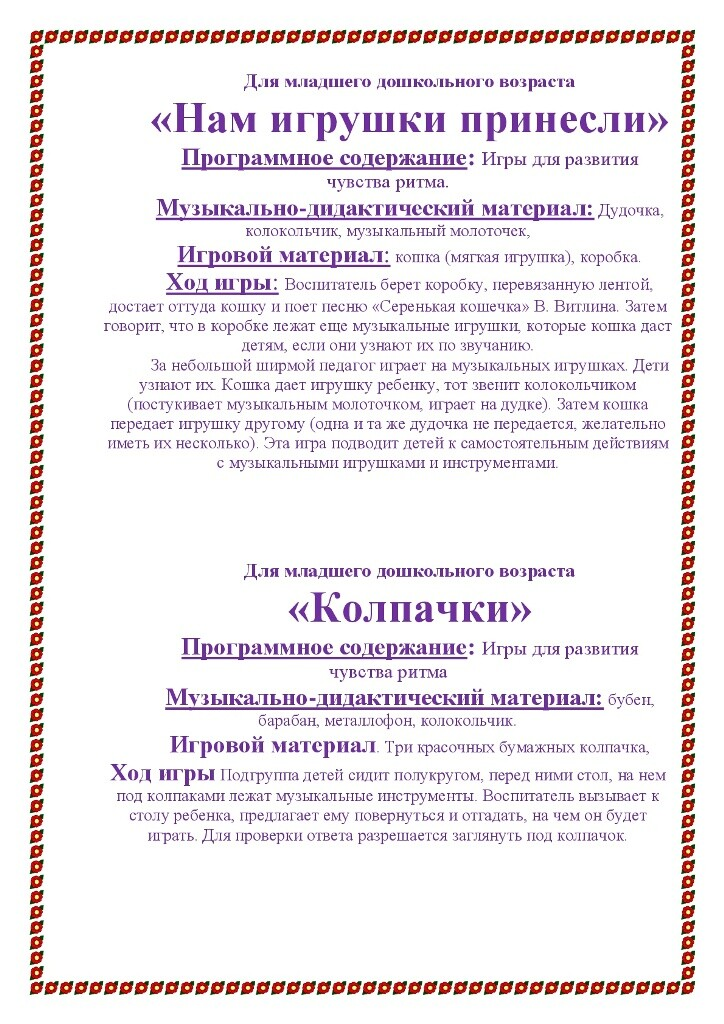 Для младшего дошкольного возраста
«Нам игрушки принесли»
Программное содержание: Игры для развития
чувства ритма.
Музыкально-дидактический материал: Дудочка,
колокольчик, музыкальный молоточек,
Игровой материал: кошка (мягкая игрушка), коробка.
Ход игры: Воспитатель берет коробку, перевязанную лентой,
достает оттуда кошку и поет песню «Серенькая кошечка» В. Витлина. Затем
говорит, что в коробке лежат еще музыкальные игрушки, которые кошка даст
детям, если они узнают их по звучанию.
За небольшой ширмой педагог играет на музыкальных игрушках. Дети
узнают их. Кошка дает игрушку ребенку, тот звенит колокольчиком
(постукивает музыкальным молоточком, играет на дудке). Затем кошка
передает игрушку другому (одна и та же дудочка не передается, желательно
иметь их несколько). Эта игра подводит детей к самостоятельным действиям
с музыкальными игрушками и инструментами.
Для младшего дошкольного возраста
«Колпачки»
Программное содержание: Игры для развития
чувства ритма
Музыкально-дидактический материал: бубен,
барабан, металлофон, колокольчик.
Игровой материал. Три красочных бумажных колпачка,
Ход игры Подгруппа детей сидит полукругом, перед ними стол, на нем
под колпаками лежат музыкальные инструменты. Воспитатель вызывает к
столу ребенка, предлагает ему повернуться и отгадать, на чем он будет
играть. Для проверки ответа разрешается заглянуть под колпачок.